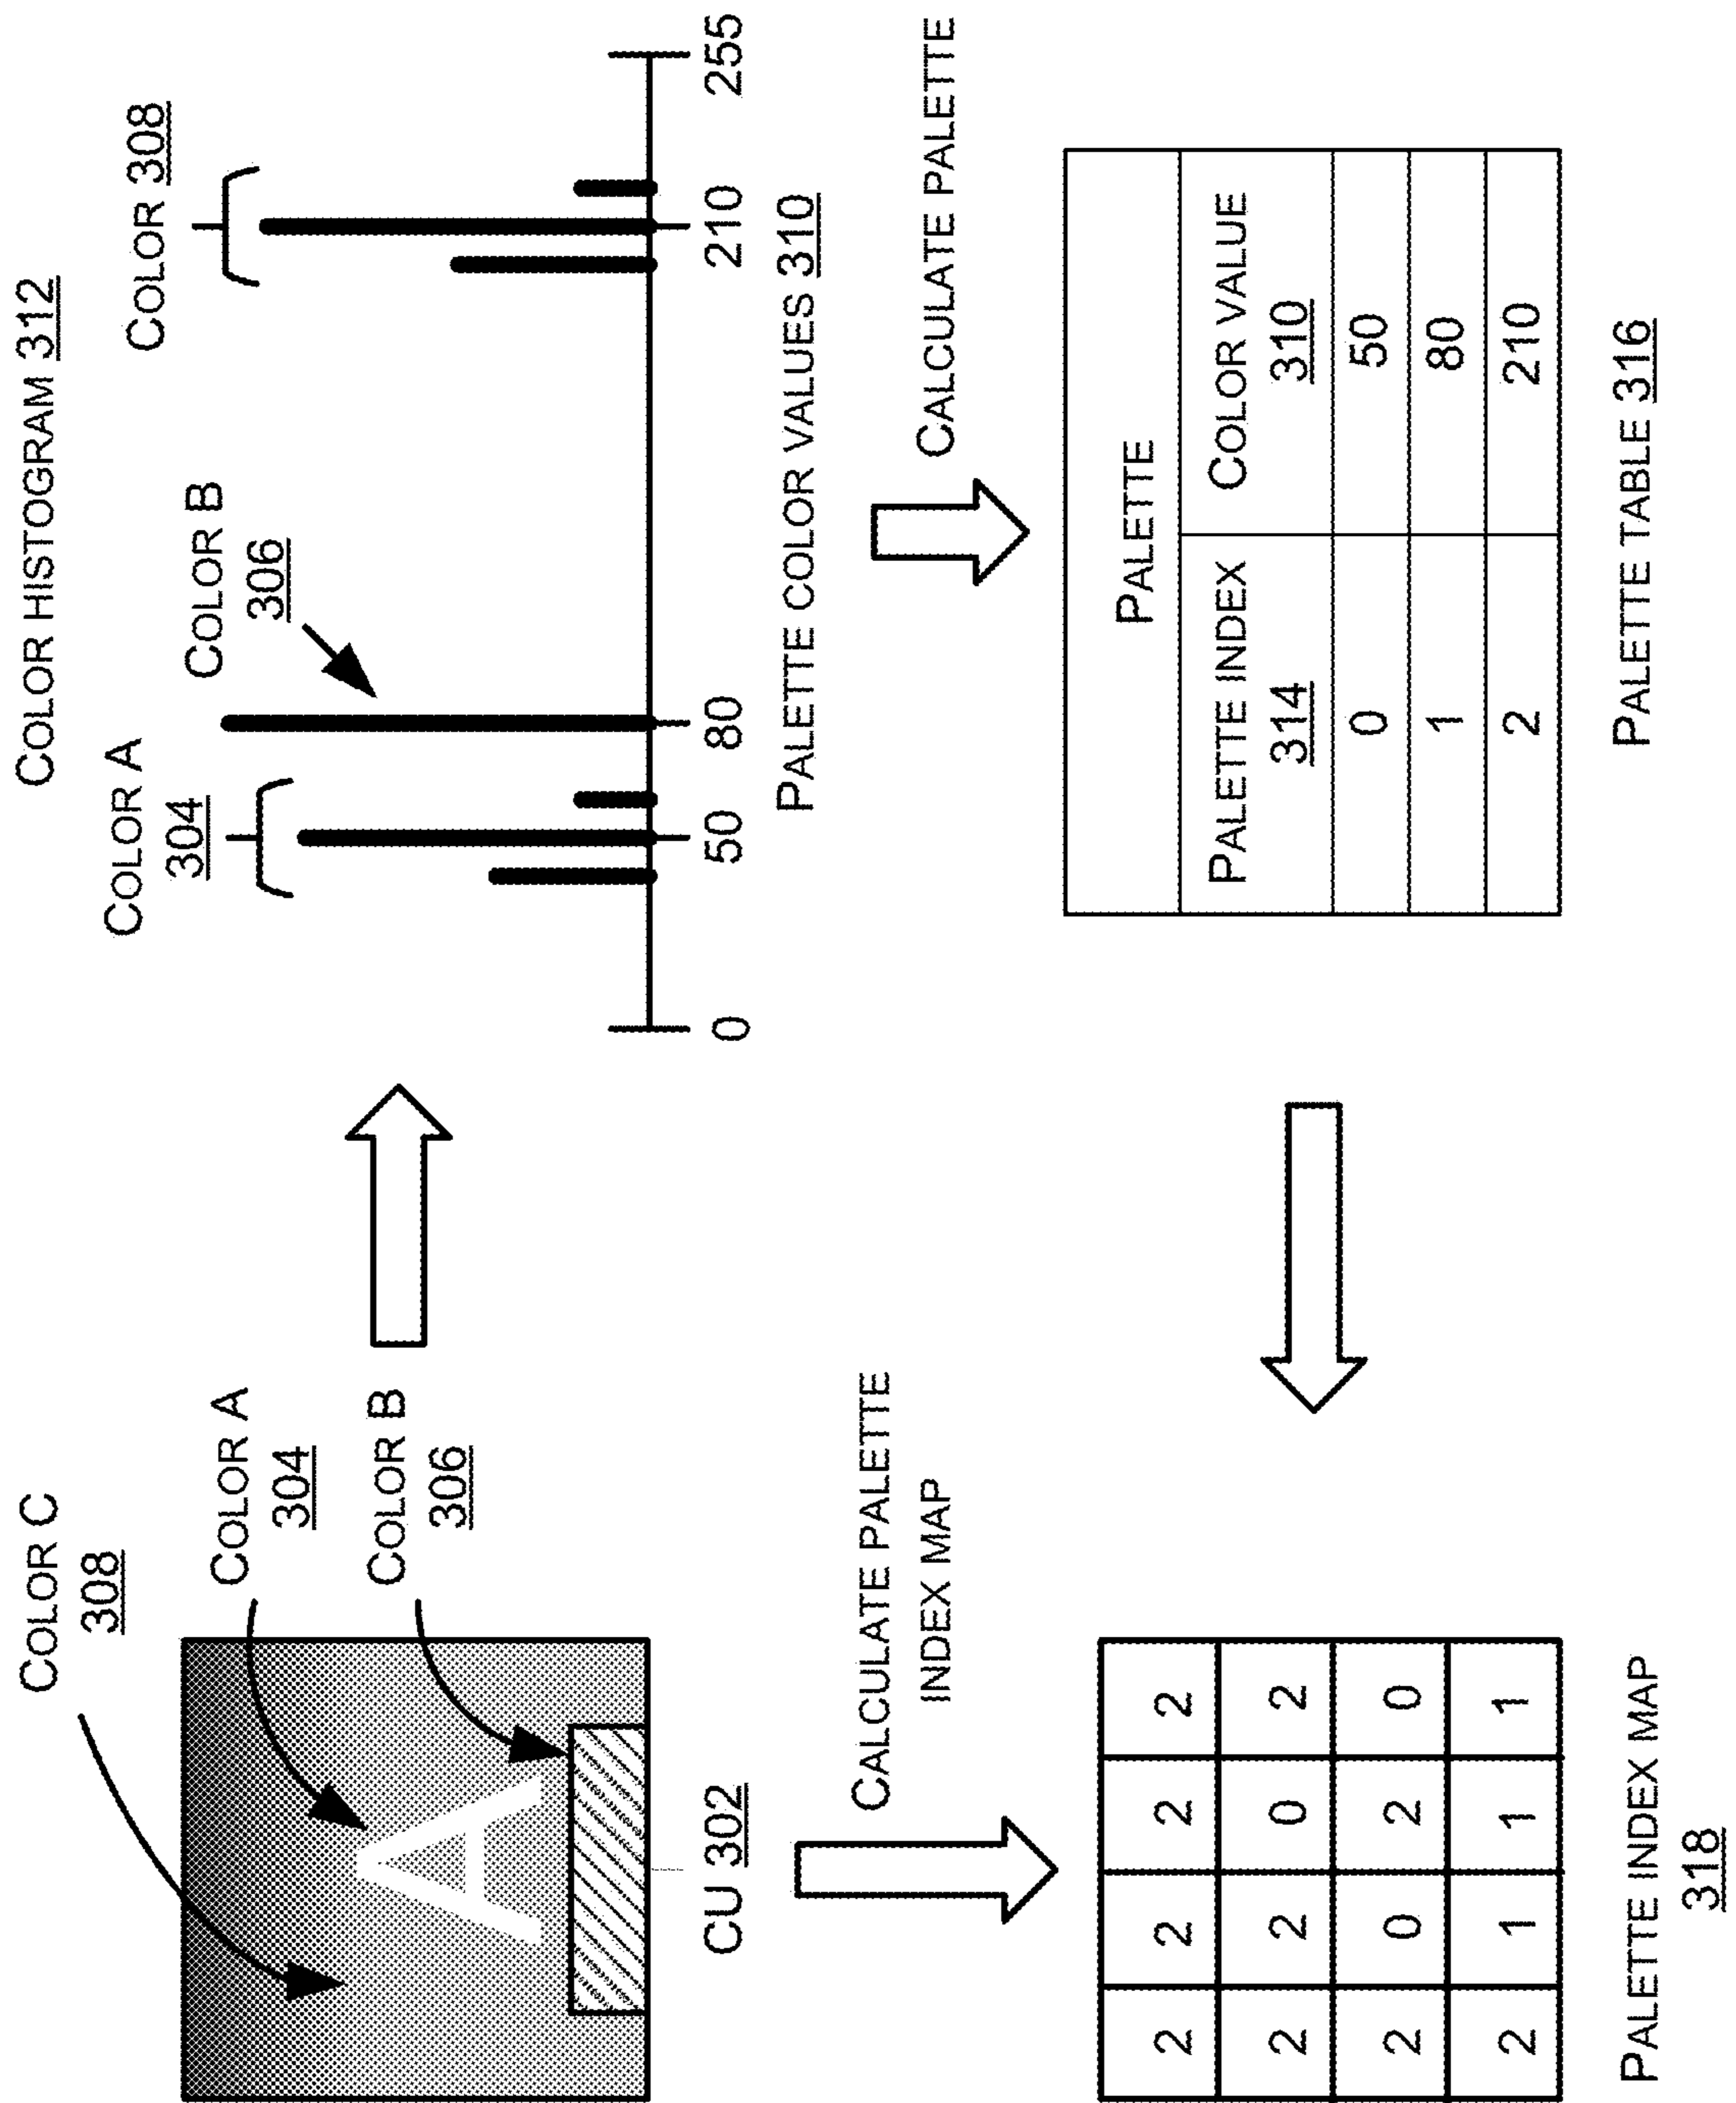 COLOR HISTOGRAM 312
COLOR C
308
COLOR A
304
COLOR B
306
A
CU 302
COLOR A
304
COLOR B
306
COLOR 308
0 50 80 210 255
PALETTE COLOR VALUES 310
CALCULATE PALETTE
INDEX MAP
CALCULATE PALETTE
PALETTE
PALETTE INDEX COLOR VALUE
314 310
0 50
1 80
2 210
PALETTE TABLE 316
2 2 2 2
2 2 0 2
2 0 2 0
2 1 1 1
PALETTE INDEX MAP
318